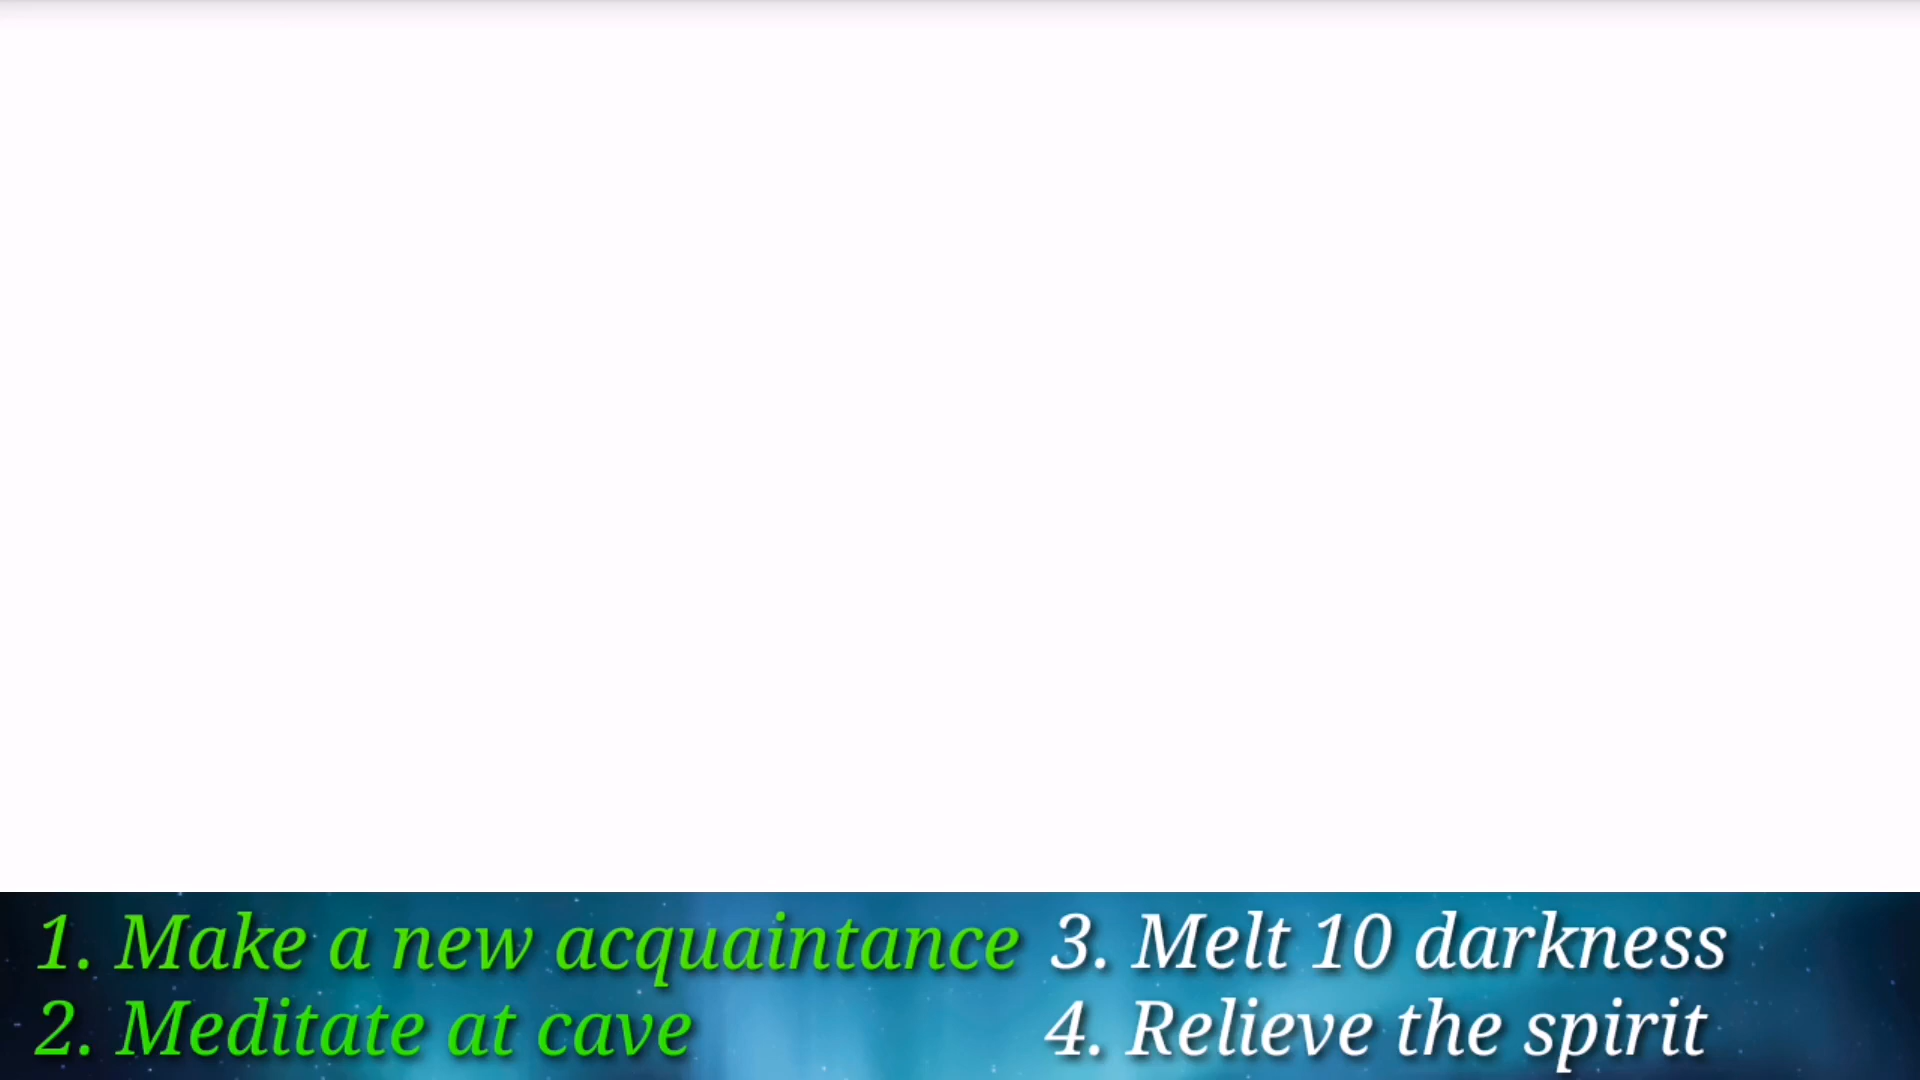 1. Make a new acquaintance
2. Meditate at cave
3. Melt 10 darkness
4. Relieve the spirit